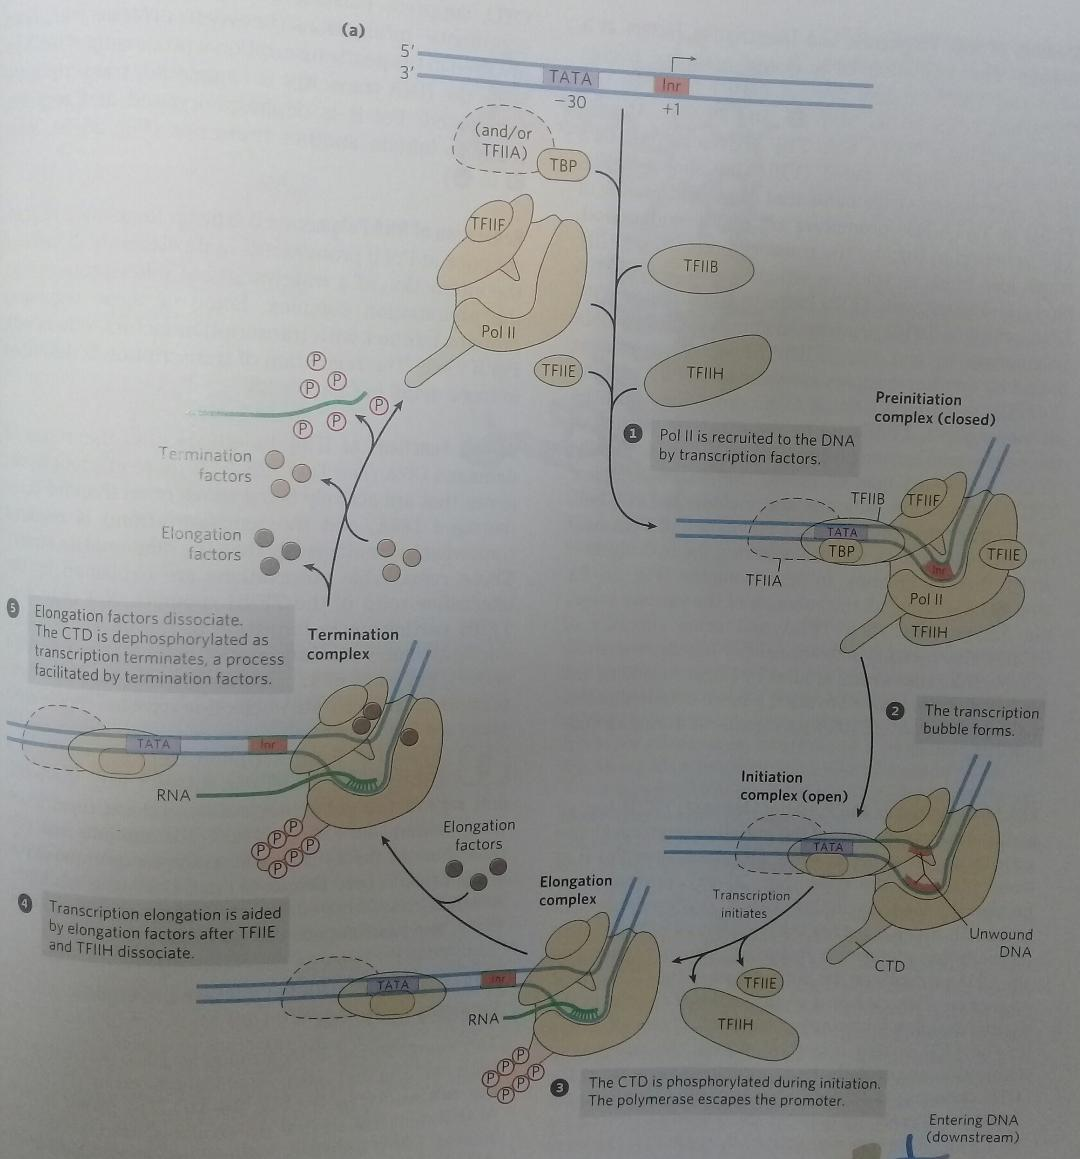 (a)
5′
3′
TATA
Inr
−30
+1
(and/or
TFIIA)
TBP
TFIIF
TFIIB
Pol II
TFIIE
TFIIH
P
P
P
P
P
P
1 Pol II is recruited to the DNA
by transcription factors.
Preinitiation
complex (closed)
TFIIB
TFIIF
TATA
TBP
TFIIE
Inr
TFIIA
Pol II
TFIIH
Termination
factors
Elongation
factors
5 Elongation factors dissociate.
The CTD is dephosphorylated as
transcription terminates, a process
facilitated by termination factors.
Termination
complex
2 The transcription
bubble forms.
TATA
Inr
RNA
P
P
P
P
P
P
P
Initiation
complex (open)
TATA
Unwound
DNA
CTD
Transcription
initiates
Elongation
factors
4 Transcription elongation is aided
by elongation factors after TFIIE
and TFIIH dissociate.
Elongation
complex
TATA
Inr
RNA
P
P
P
P
P
P
P
TFIIE
TFIIH
3 The CTD is phosphorylated during initiation.
The polymerase escapes the promoter.
Entering DNA
(downstream)